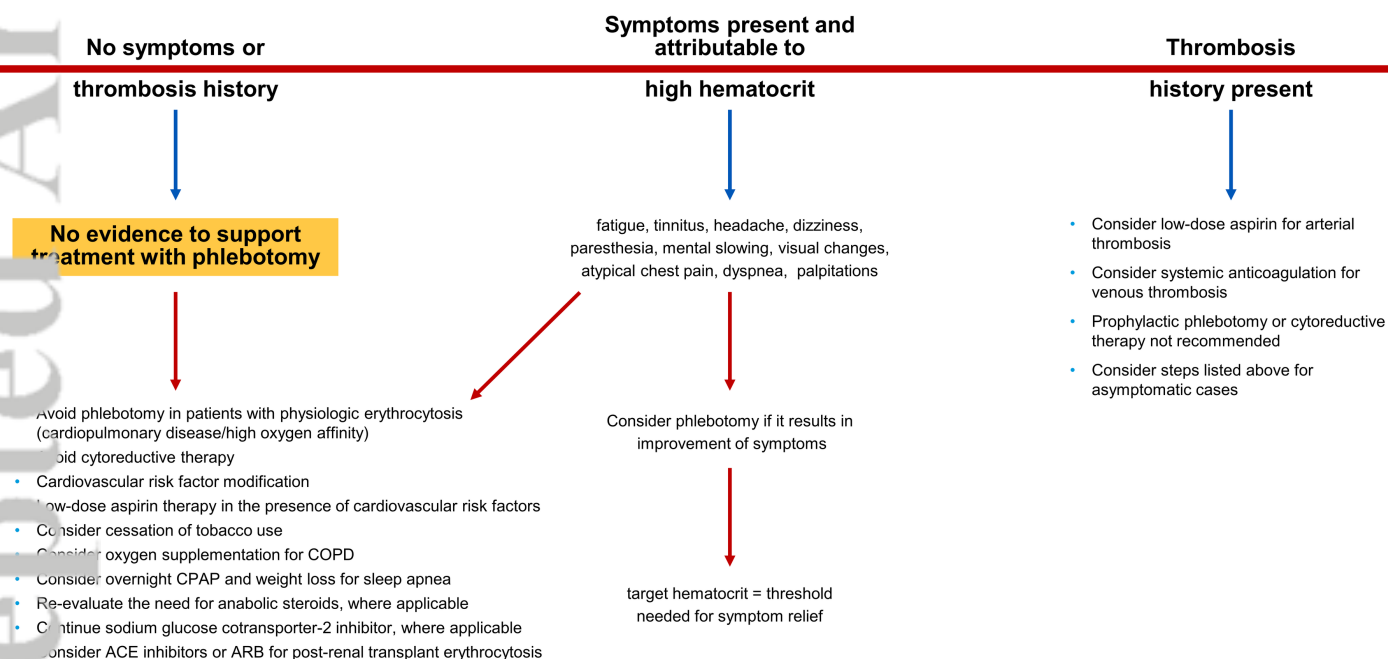 No symptoms or
thrombosis history
No evidence to support
treatment with phlebotomy
Avoid phlebotomy in patients with physiologic erythrocytosis
(cardiopulmonary disease/high oxygen affinity)
Avoid cytoreductive therapy
• Cardiovascular risk factor modification
Low-dose aspirin therapy in the presence of cardiovascular risk factors
• Consider cessation of tobacco use
• Consider oxygen supplementation for COPD
• Consider overnight CPAP and weight loss for sleep apnea
• Re-evaluate the need for anabolic steroids, where applicable
• Continue sodium glucose cotransporter-2 inhibitor, where applicable
Consider ACE inhibitors or ARB for post-renal transplant erythrocytosis
Symptoms present and
attributable to
high hematocrit
fatigue, tinnitus, headache, dizziness,
paresthesia, mental slowing, visual changes,
atypical chest pain, dyspnea, palpitations
Consider phlebotomy if it results in
improvement of symptoms
target hematocrit = threshold
needed for symptom relief
Thrombosis
history present
• Consider low-dose aspirin for arterial
thrombosis
• Consider systemic anticoagulation for
venous thrombosis
• Prophylactic phlebotomy or cytoreductive
therapy not recommended
• Consider steps listed above for
asymptomatic cases